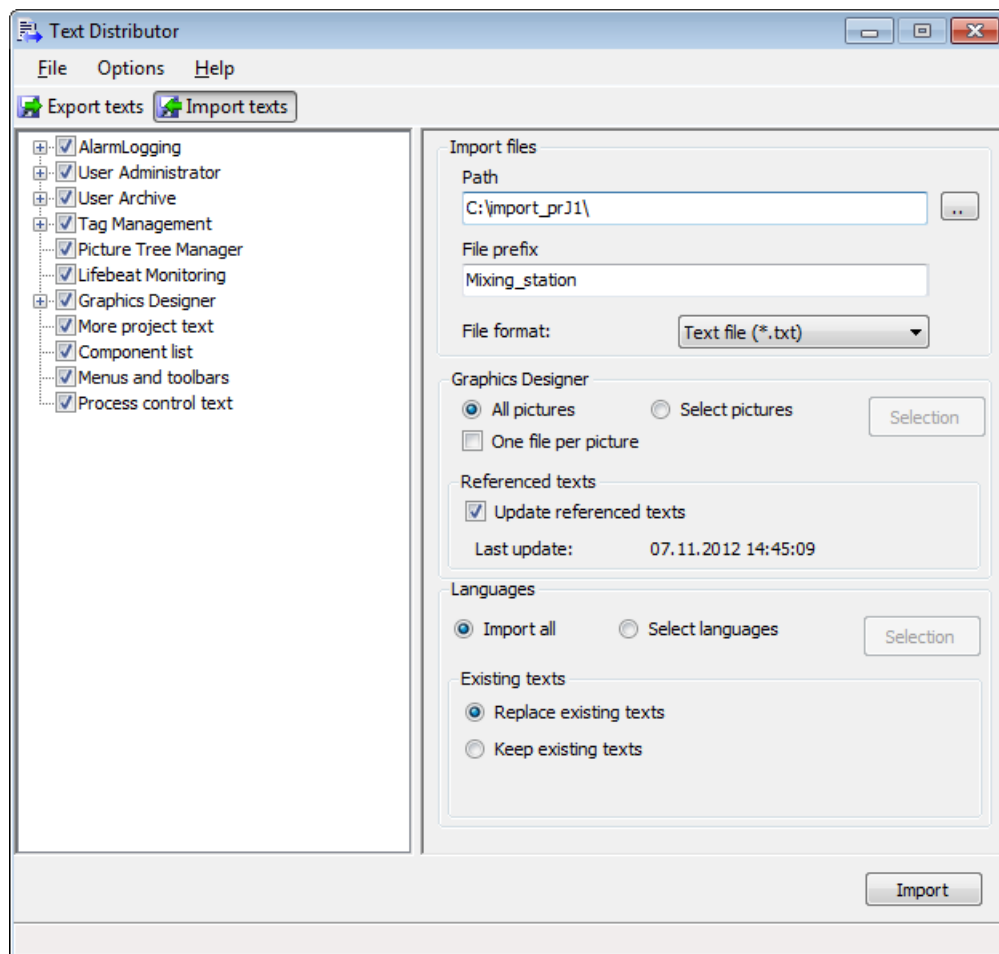 Text Distributor
File Options Help
Export texts Import texts
AlarmLogging
User Administrator
User Archive
Tag Management
Picture Tree Manager
Lifebeat Monitoring
Graphics Designer
More project text
Component list
Menus and toolbars
Process control text
Import files
Path
C:\import_prJ1\
..
File prefix
Mixing_station
File format: Text file (*.txt)
Graphics Designer
All pictures Select pictures Selection
One file per picture
Referenced texts
Update referenced texts
Last update: 07.11.2012 14:45:09
Languages
Import all Select languages Selection
Existing texts
Replace existing texts
Keep existing texts
Import